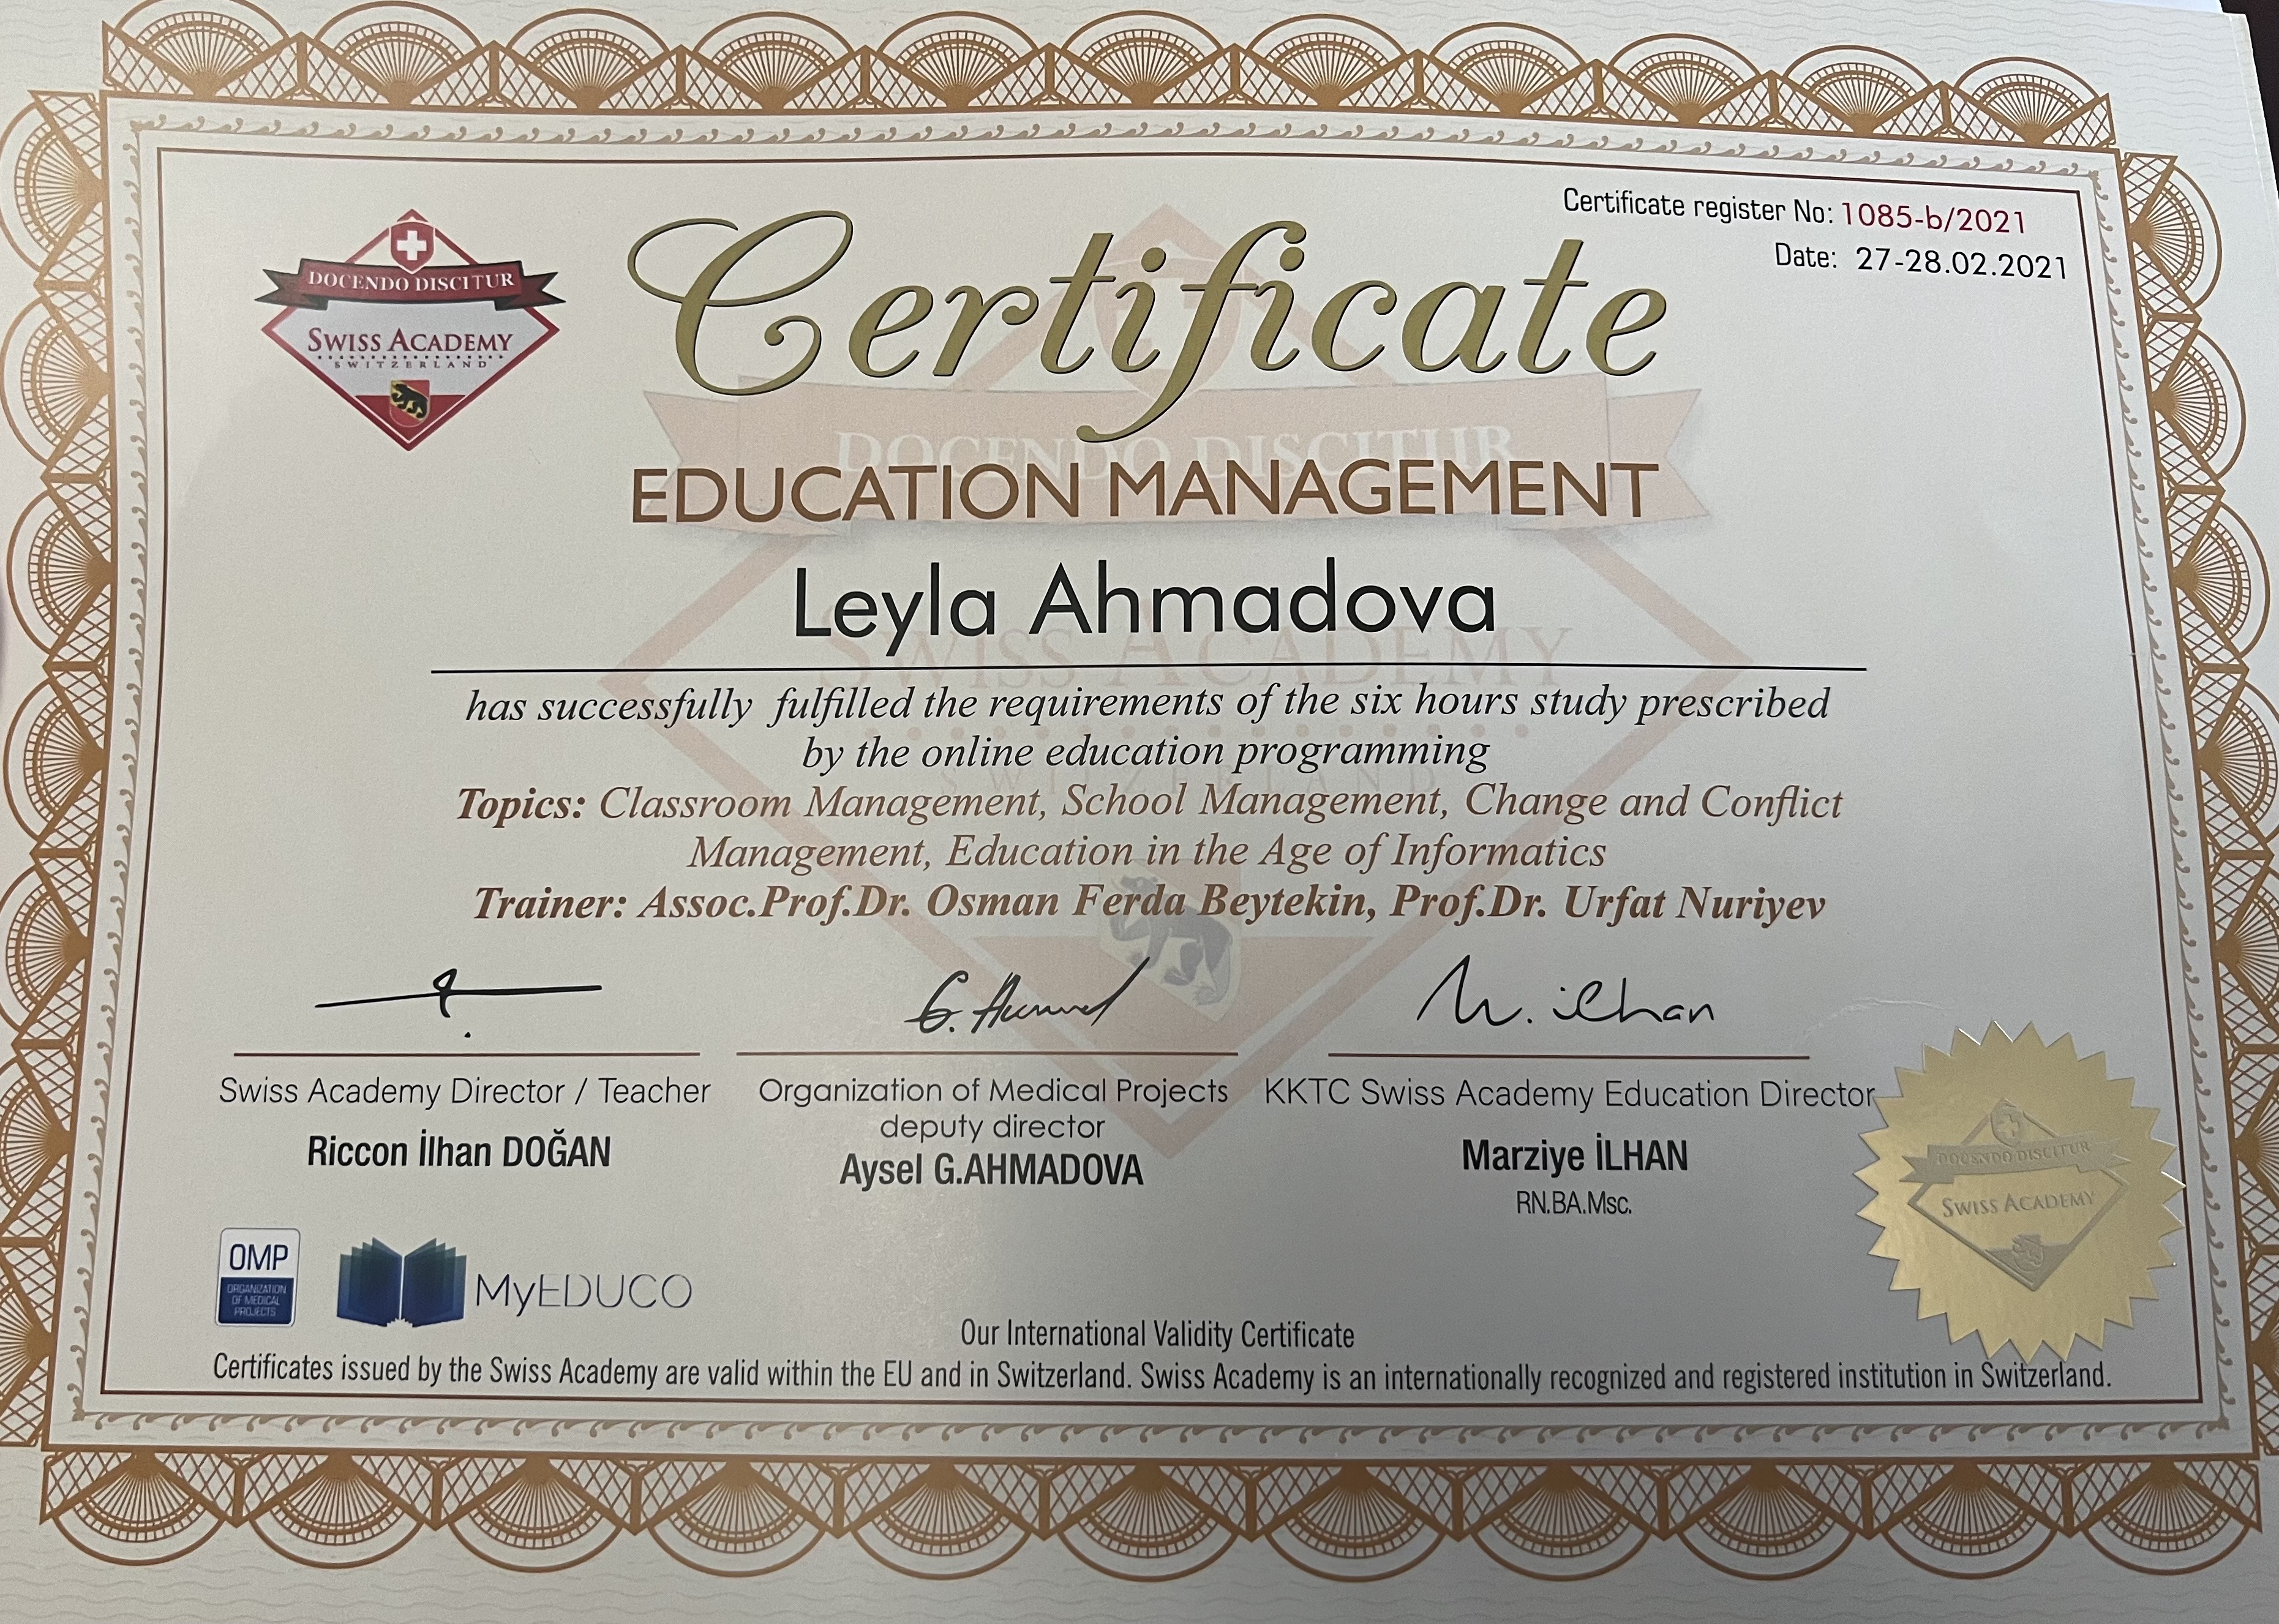 Certificate register No: 1085-b/2021
Date: 27-28.02.2021
DOCENDO DISCITUR
SWISS ACADEMY
SWITZERLAND
Certificate
DOCENDO DISCITUR
EDUCATION MANAGEMENT
Leyla Ahmadova
SWISS ACADEMY
has successfully fulfilled the requirements of the six hours study prescribed
by the online education programming
SWITZERLAND
Topics: Classroom Management, School Management, Change and Conflict
Management, Education in the Age of Informatics
Trainer: Assoc.Prof.Dr. Osman Ferda Beytekin, Prof.Dr. Urfat Nuriyev
M. ilhan
Swiss Academy Director / Teacher
Riccon İlhan DOĞAN
Organization of Medical Projects
deputy director
Aysel G.AHMADOVA
KKTC Swiss Academy Education Director
Marziye İLHAN
RN.BA.Msc.
DOCENDO DISCITUR
SWISS ACADEMY
OMP
ORGANIZATION
OF MEDICAL
PROJECTS
MyEDUCO
Our International Validity Certificate
Certificates issued by the Swiss Academy are valid within the EU and in Switzerland. Swiss Academy is an internationally recognized and registered institution in Switzerland.